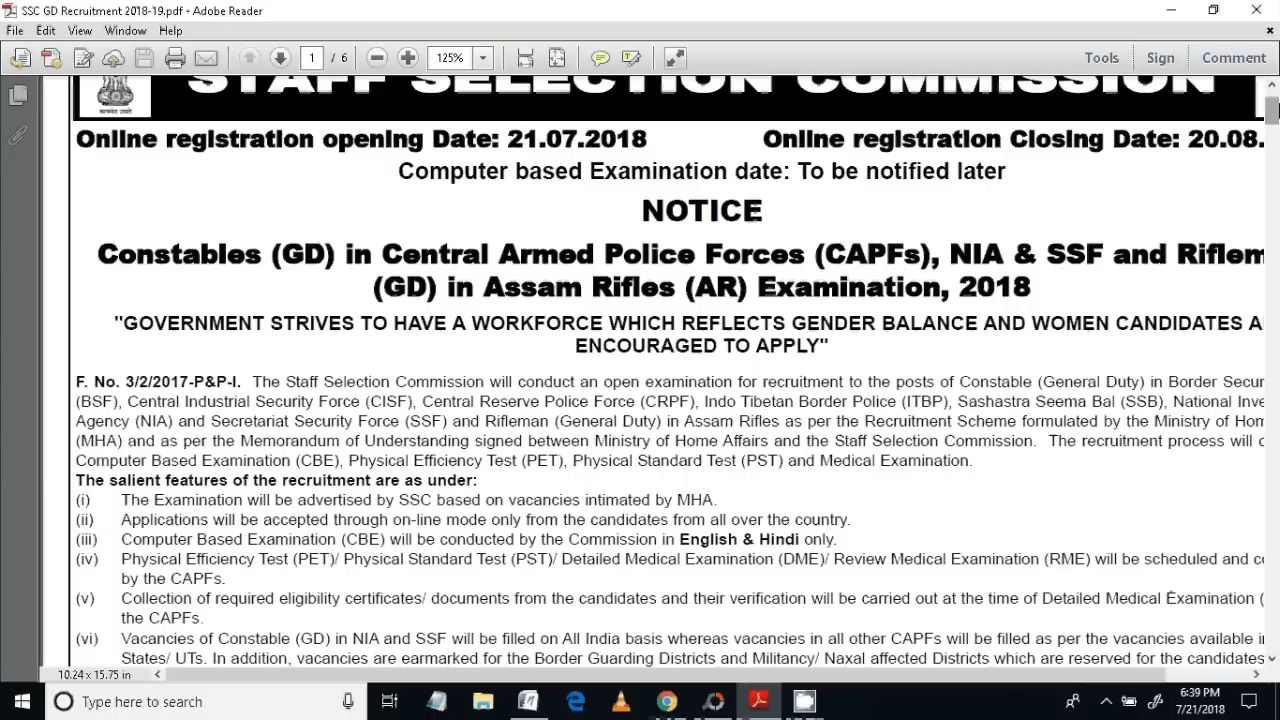 SSC GD Recruitment 2018-19.pdf - Adobe Reader
File Edit View Window Help
1 / 6 125% Tools Sign Comment
STAFF SELECTION COMMISSION
Online registration opening Date: 21.07.2018 Online registration Closing Date: 20.08.
Computer based Examination date: To be notified later
NOTICE
Constables (GD) in Central Armed Police Forces (CAPFs), NIA & SSF and Riflem
(GD) in Assam Rifles (AR) Examination, 2018
"GOVERNMENT STRIVES TO HAVE A WORKFORCE WHICH REFLECTS GENDER BALANCE AND WOMEN CANDIDATES A
ENCOURAGED TO APPLY"
F. No. 3/2/2017-P&P-I. The Staff Selection Commission will conduct an open examination for recruitment to the posts of Constable (General Duty) in Border Secur
(BSF), Central Industrial Security Force (CISF), Central Reserve Police Force (CRPF), Indo Tibetan Border Police (ITBP), Sashastra Seema Bal (SSB), National Inve
Agency (NIA) and Secretariat Security Force (SSF) and Rifleman (General Duty) in Assam Rifles as per the Recruitment Scheme formulated by the Ministry of Hom
(MHA) and as per the Memorandum of Understanding signed between Ministry of Home Affairs and the Staff Selection Commission. The recruitment process will c
Computer Based Examination (CBE), Physical Efficiency Test (PET), Physical Standard Test (PST) and Medical Examination.
The salient features of the recruitment are as under:
(i) The Examination will be advertised by SSC based on vacancies intimated by MHA.
(ii) Applications will be accepted through on-line mode only from the candidates from all over the country.
(iii) Computer Based Examination (CBE) will be conducted by the Commission in English & Hindi only.
(iv) Physical Efficiency Test (PET)/ Physical Standard Test (PST)/ Detailed Medical Examination (DME)/ Review Medical Examination (RME) will be scheduled and co
by the CAPFs.
(v) Collection of required eligibility certificates/ documents from the candidates and their verification will be carried out at the time of Detailed Medical Examination (
the CAPFs.
(vi) Vacancies of Constable (GD) in NIA and SSF will be filled on All India basis whereas vacancies in all other CAPFs will be filled as per the vacancies available i
States/ UTs. In addition, vacancies are earmarked for the Border Guarding Districts and Militancy/ Naxal affected Districts which are reserved for the candidates
10.24 x 15.75 in
Type here to search
6:39 PM
7/21/2018